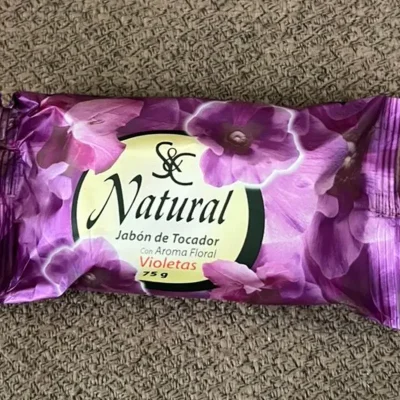 S&C
Natural
Jabón de Tocador
Con Aroma Floral
Violetas
75 g